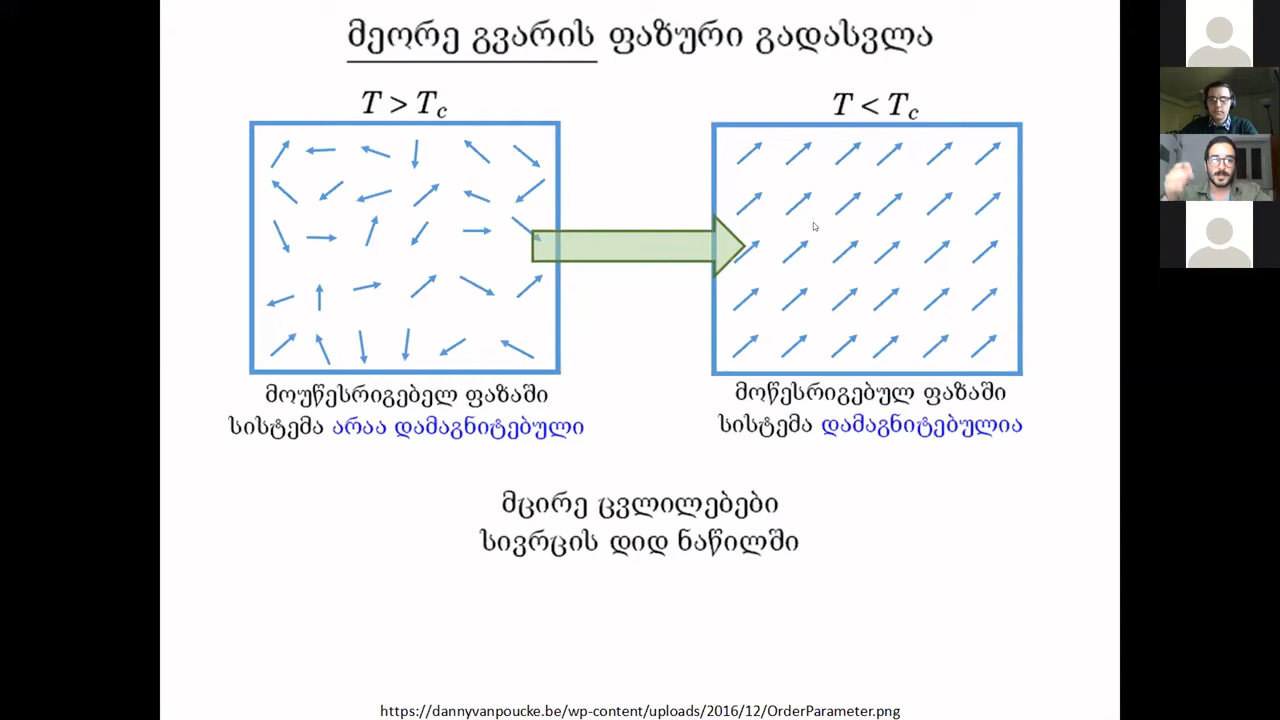 მეორე გვარის ფაზური გადასვლა
T > Tc
T < Tc
მოუწესრიგებელ ფაზაში
სისტემა არაა დამაგნიტებული
მოწესრიგებულ ფაზაში
სისტემა დამაგნიტებულია
მცირე ცვლილებები
სივრცის დიდ ნაწილში
https://dannyvanpoucke.be/wp-content/uploads/2016/12/OrderParameter.png